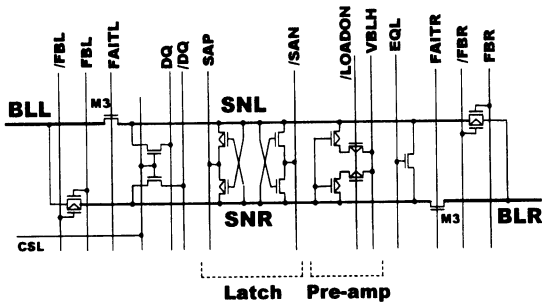 /FBL FBL FAITL DQ /DQ SAP /SAN /LOADON VBLH EQL FAITR /FBR FBR
BLL M3 SNL
SNR M3 BLR
CSL
Latch Pre-amp